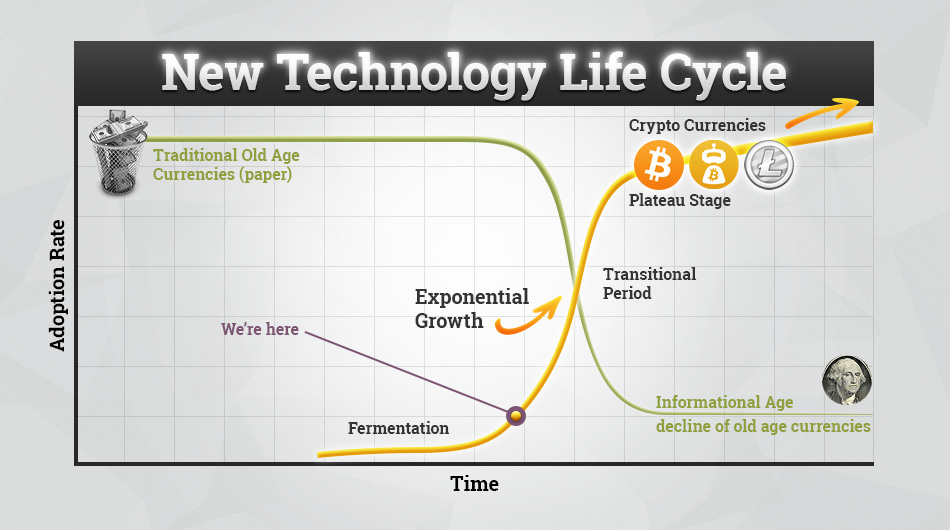 New Technology Life Cycle
Traditional Old Age
Currencies (paper)
Crypto Currencies
Plateau Stage
Adoption Rate
Transitional
Period
Exponential
Growth
We're here
Fermentation
Informational Age
decline of old age currencies
Time